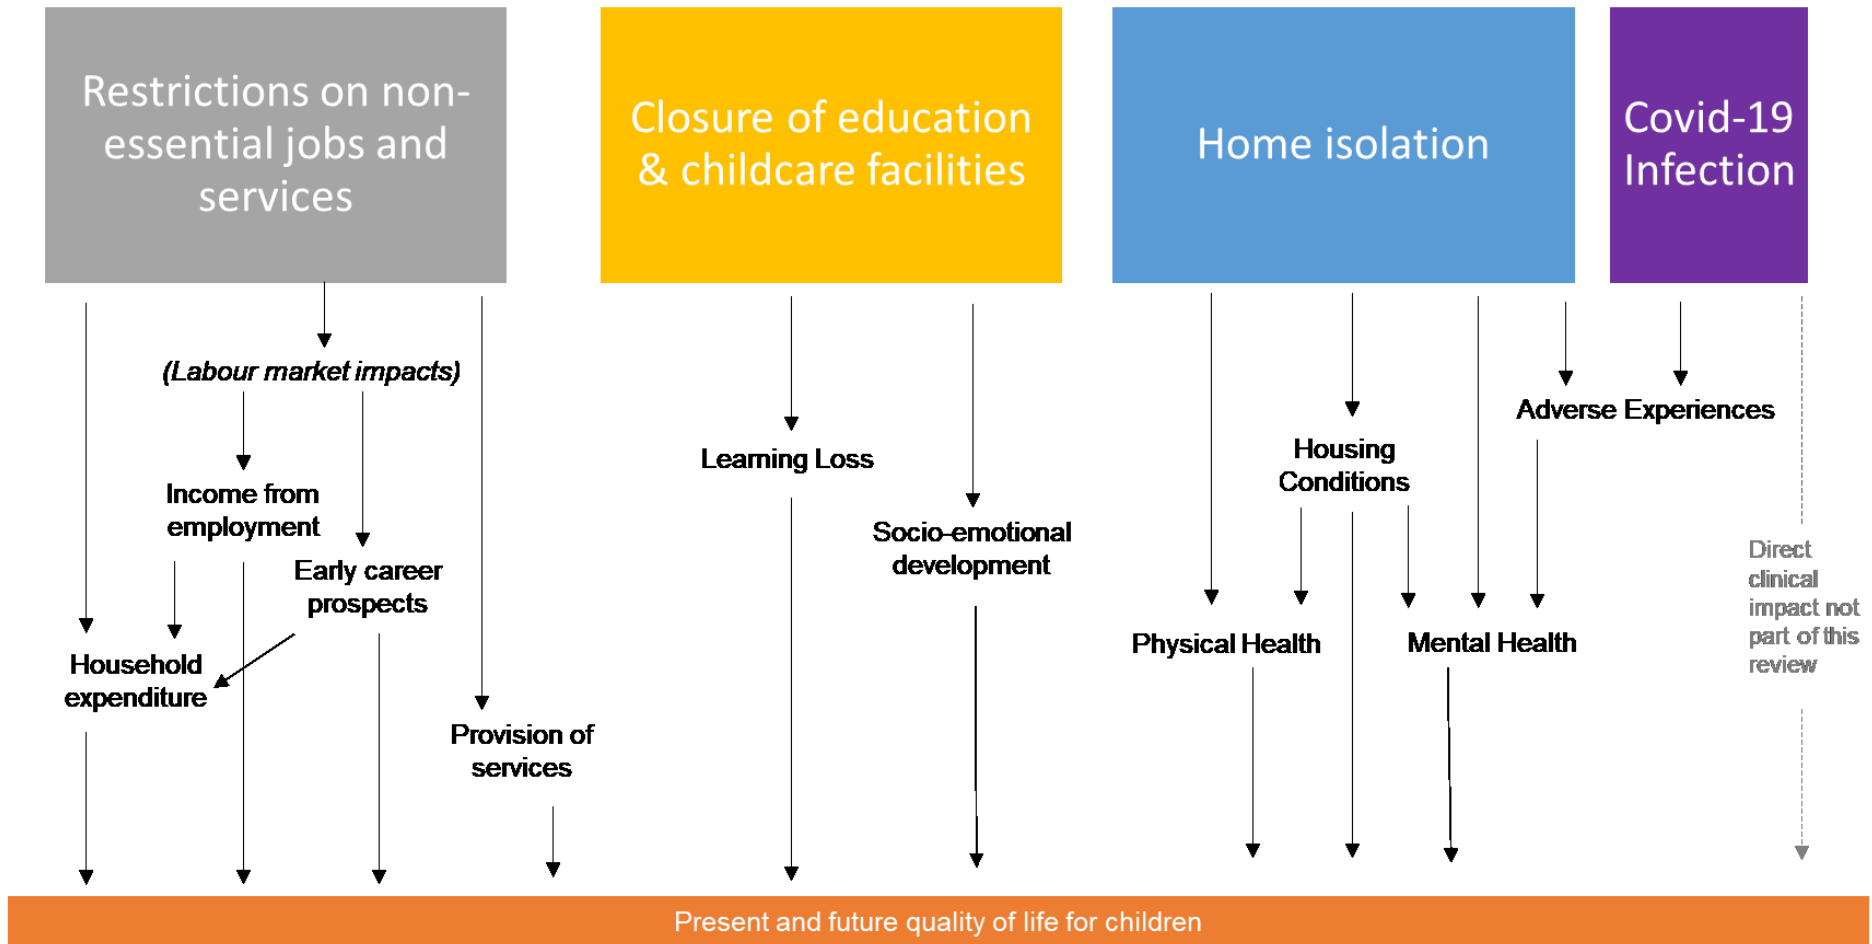 Restrictions on non-
essential jobs and
services
Closure of education
& childcare facilities
Home isolation
Covid-19
Infection
(Labour market impacts)
Adverse Experiences
Learning Loss
Housing
Conditions
Income from
employment
Socio-emotional
development
Early career
prospects
Direct
clinical
impact not
part of this
review
Physical Health
Mental Health
Household
expenditure
Provision of
services
Present and future quality of life for children